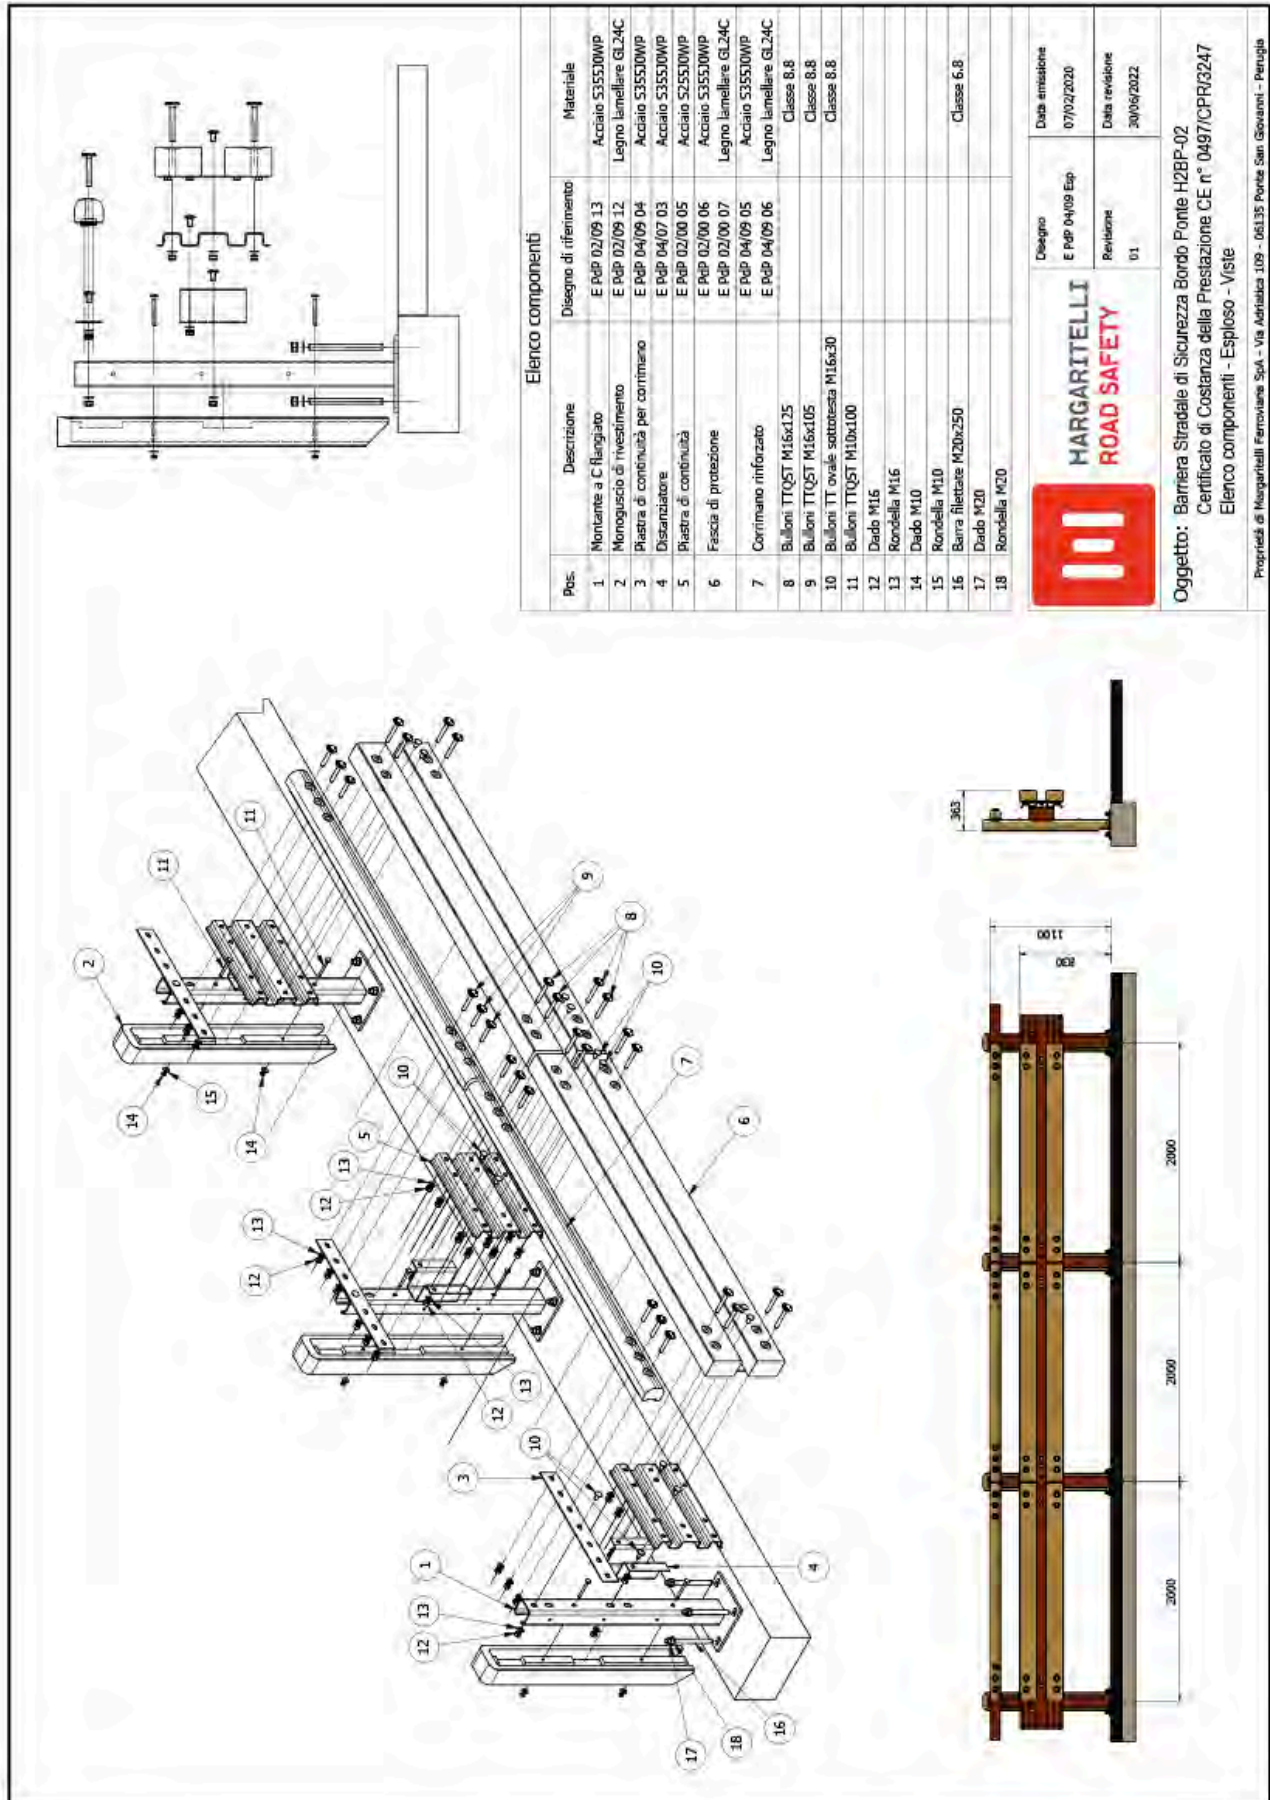 Elenco componenti
Pos. Descrizione Disegno di riferimento Materiale
1 Montante a C flangiato E PdP 02/09 13 Acciaio S355J0WP
2 Monoguscio di rivestimento E PdP 02/09 12 Legno lamellare GL24C
3 Piastra di continuità per corrimano E PdP 04/09 04 Acciaio S355J0WP
4 Distanziatore E PdP 04/07 03 Acciaio S355J0WP
5 Piastra di continuità E PdP 02/00 05 Acciaio S255J0WP
6 Fascia di protezione E PdP 02/00 06 Acciaio S355J0WP
E PdP 02/00 07 Legno lamellare GL24C
7 Corrimano rinforzato E PdP 04/09 05 Acciaio S355J0WP
E PdP 04/09 06 Legno lamellare GL24C
8 Bulloni TTQST M16x125 Classe 8.8
9 Bulloni TTQST M16x105 Classe 8.8
10 Bulloni TT ovale sottotesta M16x30 Classe 8.8
11 Bulloni TTQST M10x100
12 Dado M16
13 Rondella M16
14 Dado M10
15 Rondella M10
16 Barra filettate M20x250 Classe 6.8
17 Dado M20
18 Rondella M20
MARGARITELLI
ROAD SAFETY
Disegno
E PdP 04/09 Esp
Data emissione
07/02/2020
Revisione
01
Data revisione
30/06/2022
Oggetto: Barriera Stradale di Sicurezza Bordo Ponte H2BP-02
Certificato di Costanza della Prestazione CE n° 0497/CPR/3247
Elenco componenti - Esploso - Viste
Proprietà di Margaritelli Ferroviaria SpA - Via Adriatica 109 - 06135 Ponte San Giovanni - Perugia
2
11
11
14
15
14
13
12
5
13
12
10
9
8
10
7
6
12
13
10
3
1
13
12
4
17
18
16
363
1100
830
2000
2000
2000